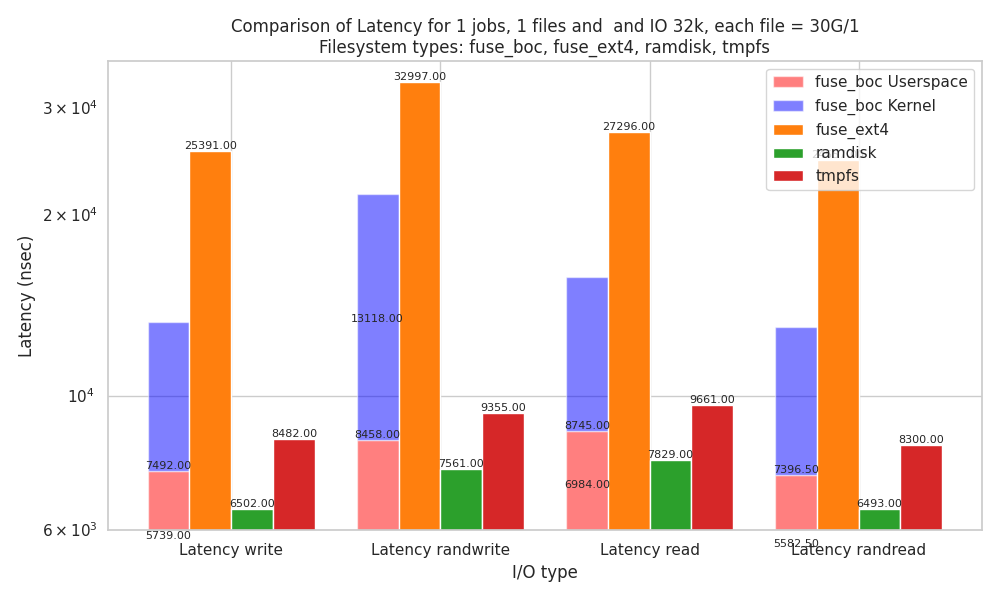 Comparison of Latency for 1 jobs, 1 files and  and IO 32k, each file = 30G/1
Filesystem types: fuse_boc, fuse_ext4, ramdisk, tmpfs
Latency (nsec)
3 × 10⁴
2 × 10⁴
10⁴
6 × 10³
fuse_boc Userspace
fuse_boc Kernel
fuse_ext4
ramdisk
tmpfs
25391.00
7492.00
5739.00
6502.00
8482.00
32997.00
13118.00
8458.00
7561.00
9355.00
27296.00
8745.00
6984.00
7829.00
9661.00
7396.50
5582.50
6493.00
8300.00
Latency write
Latency randwrite
Latency read
Latency randread
I/O type